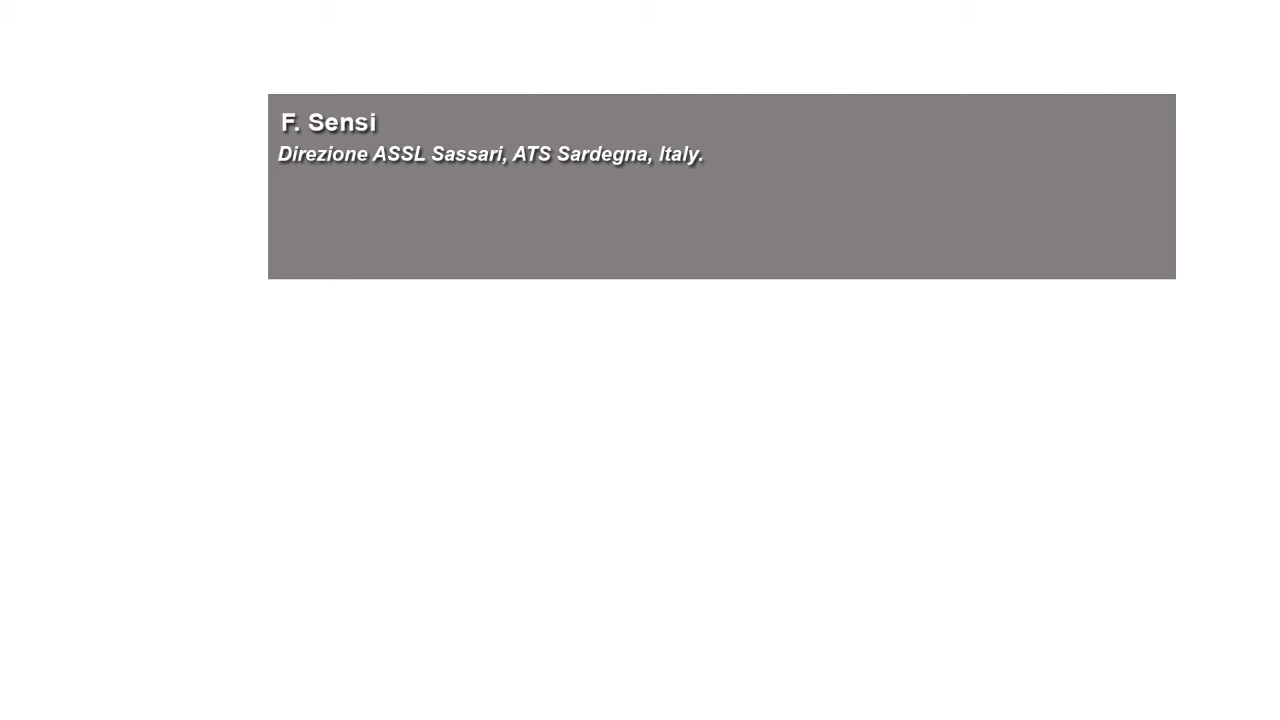 F. Sensi
Direzione ASSL Sassari, ATS Sardegna, Italy.